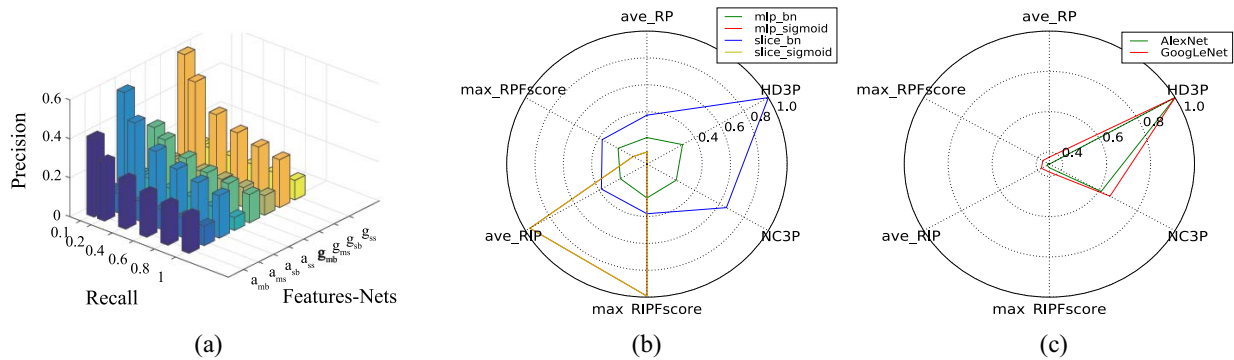 0.6
0.4
0.2
0
Precision
0.1
0.2
0.4
0.6
0.8
1
Recall
a_mb
a_ms
a_sb
a_ss
g_mb
g_ms
g_sb
g_ss
Features-Nets
(a)
ave_RP
mlp_bn
mlp_sigmoid
slice_bn
slice_sigmoid
max_RPFscore
HD3P
1.0
0.8
0.6
0.4
ave_RIP
NC3P
max_RIPFscore
(b)
ave_RP
AlexNet
GoogLeNet
max_RPFscore
HD3P
1.0
0.8
0.6
0.4
ave_RIP
NC3P
max_RIPFscore
(c)